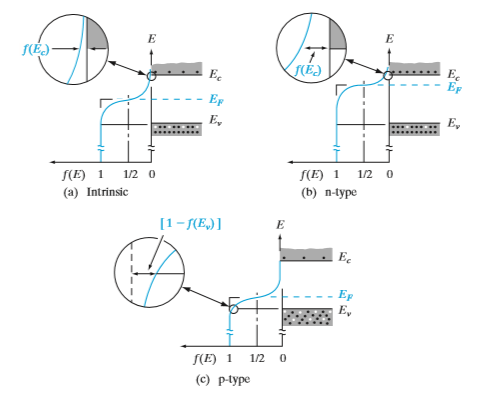 E
f(E_c)
E_c
E_F
E_v
f(E) 1 1/2 0
(a) Intrinsic
E
f(E_c)
E_c
E_F
E_v
f(E) 1 1/2 0
(b) n-type
[1 – f(E_v)]
E
E_c
E_F
E_v
f(E) 1 1/2 0
(c) p-type